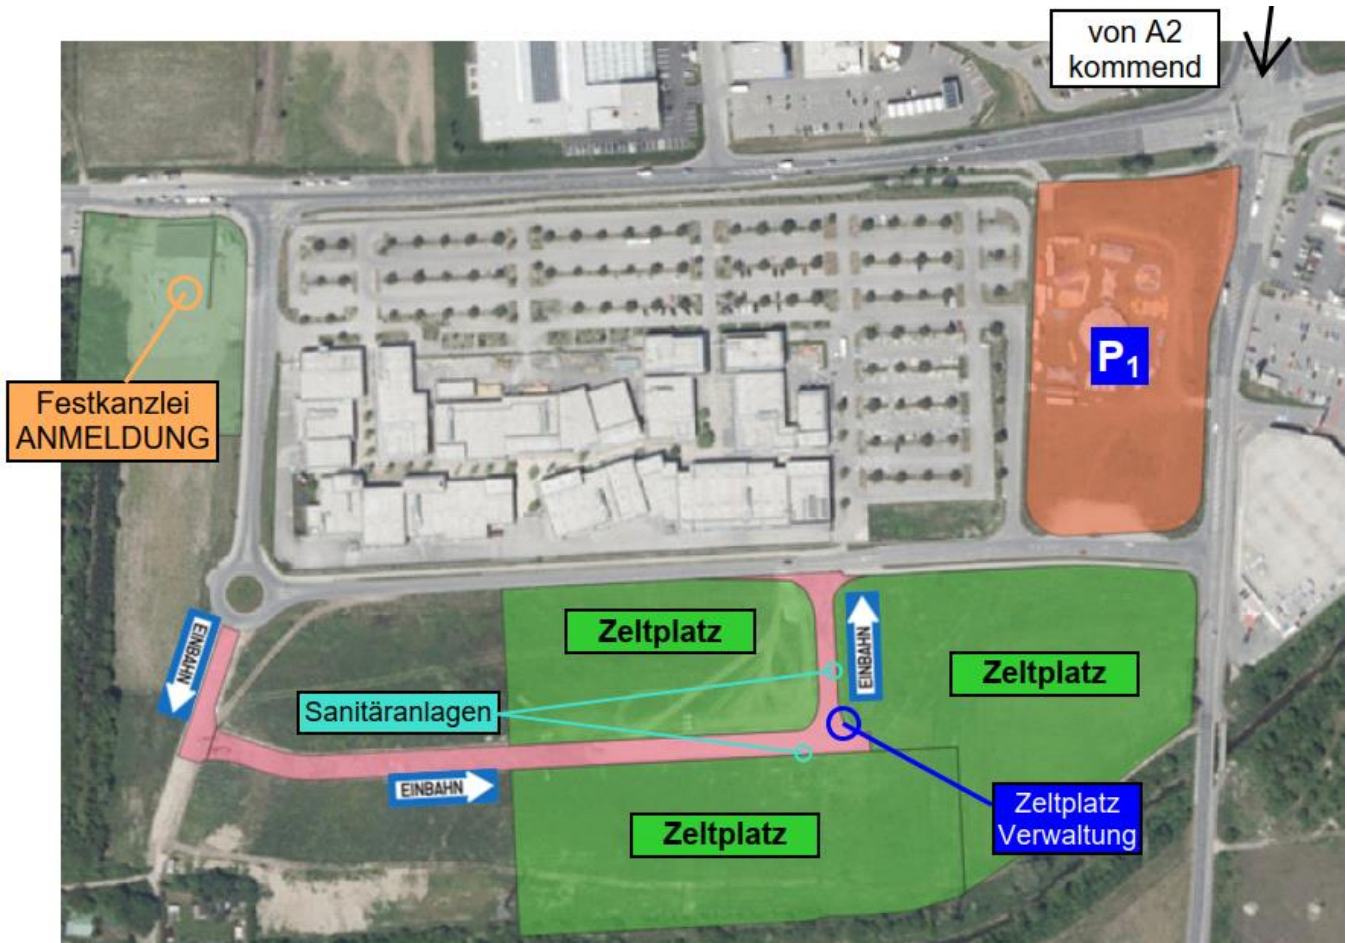 von A2
kommend
P₁
Festkanzlei
ANMELDUNG
EINBAHN
Zeltplatz
EINBAHN
Zeltplatz
Sanitäranlagen
EINBAHN
Zeltplatz
Zeltplatz
Verwaltung